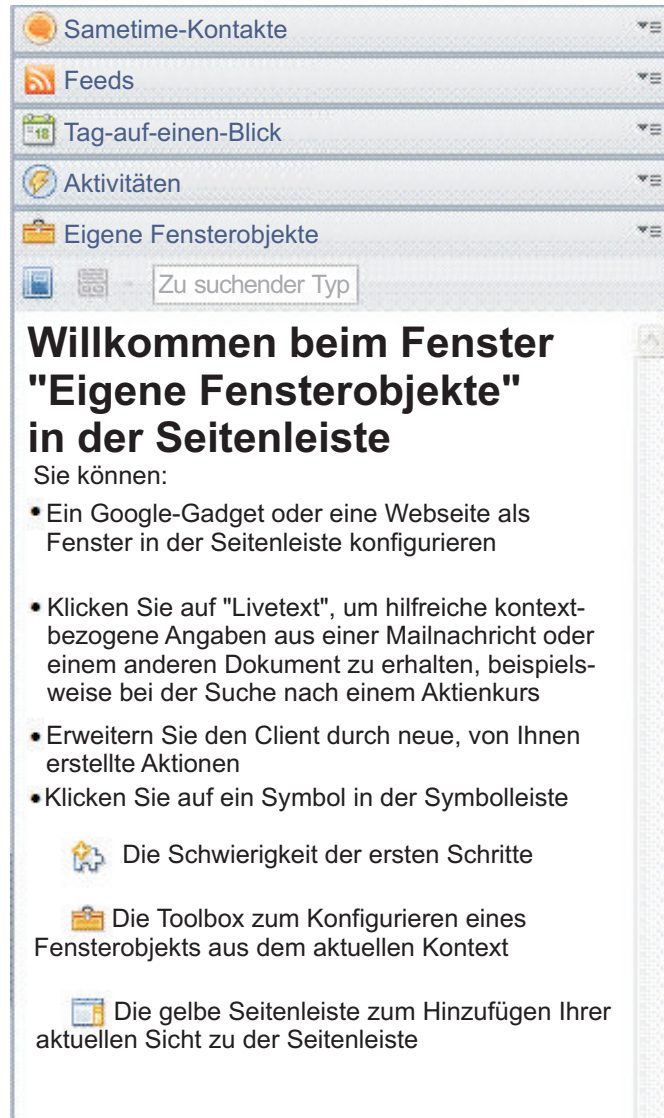 Sametime-Kontakte
Feeds
18
Tag-auf-einen-Blick
Aktivitäten
Eigene Fensterobjekte
Zu suchender Typ
Willkommen beim Fenster
"Eigene Fensterobjekte"
in der Seitenleiste
Sie können:
• Ein Google-Gadget oder eine Webseite als
Fenster in der Seitenleiste konfigurieren
• Klicken Sie auf "Livetext", um hilfreiche kontext-
bezogene Angaben aus einer Mailnachricht oder
einem anderen Dokument zu erhalten, beispiels-
weise bei der Suche nach einem Aktienkurs
• Erweitern Sie den Client durch neue, von Ihnen
erstellte Aktionen
• Klicken Sie auf ein Symbol in der Symbolleiste
Die Schwierigkeit der ersten Schritte
Die Toolbox zum Konfigurieren eines
Fensterobjekts aus dem aktuellen Kontext
Die gelbe Seitenleiste zum Hinzufügen Ihrer
aktuellen Sicht zu der Seitenleiste